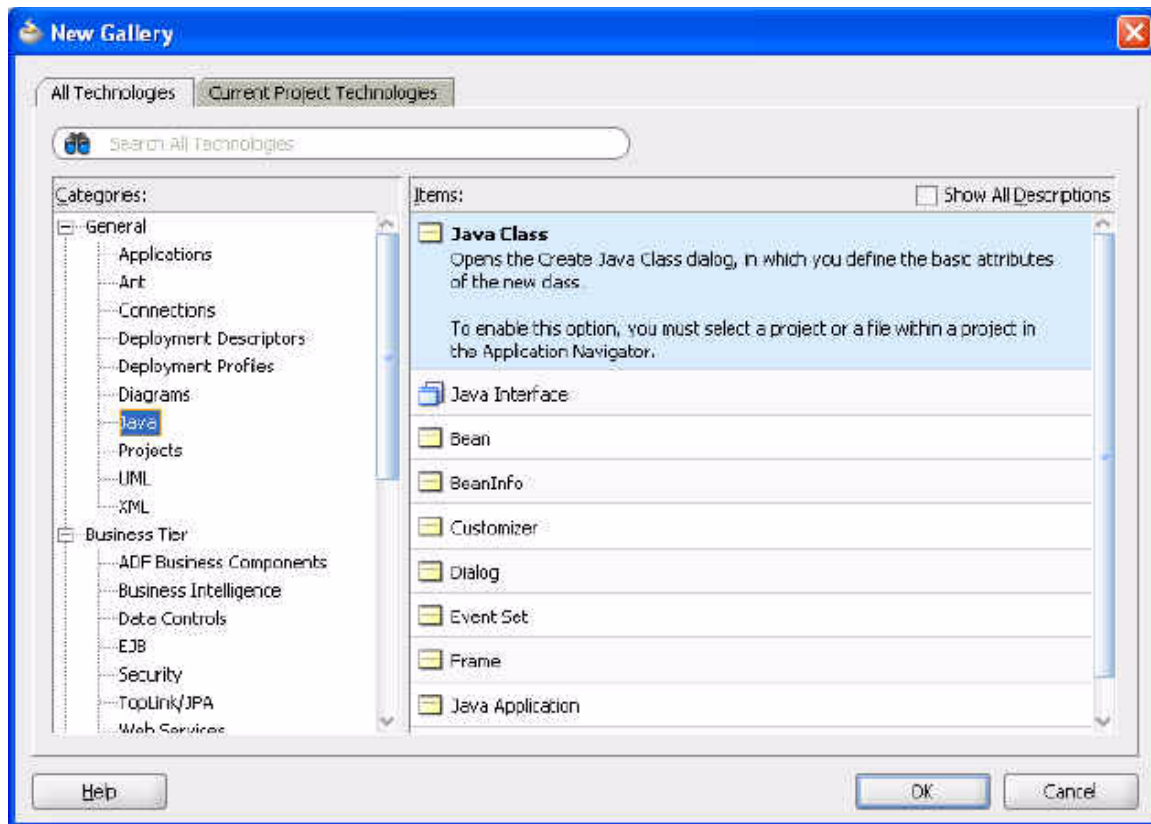 New Gallery
All Technologies
Current Project Technologies
Search All Technologies
Categories:
General
Applications
Ant
Connections
Deployment Descriptors
Deployment Profiles
Diagrams
Java
Projects
UML
XML
Business Tier
ADF Business Components
Business Intelligence
Data Controls
EJB
Security
TopLink/JPA
Web Services
Items:
Show All Descriptions
Java Class
Opens the Create Java Class dialog, in which you define the basic attributes
of the new class.
To enable this option, you must select a project or a file within a project in
the Application Navigator.
Java Interface
Bean
BeanInfo
Customizer
Dialog
Event Set
Frame
Java Application
Help
OK
Cancel